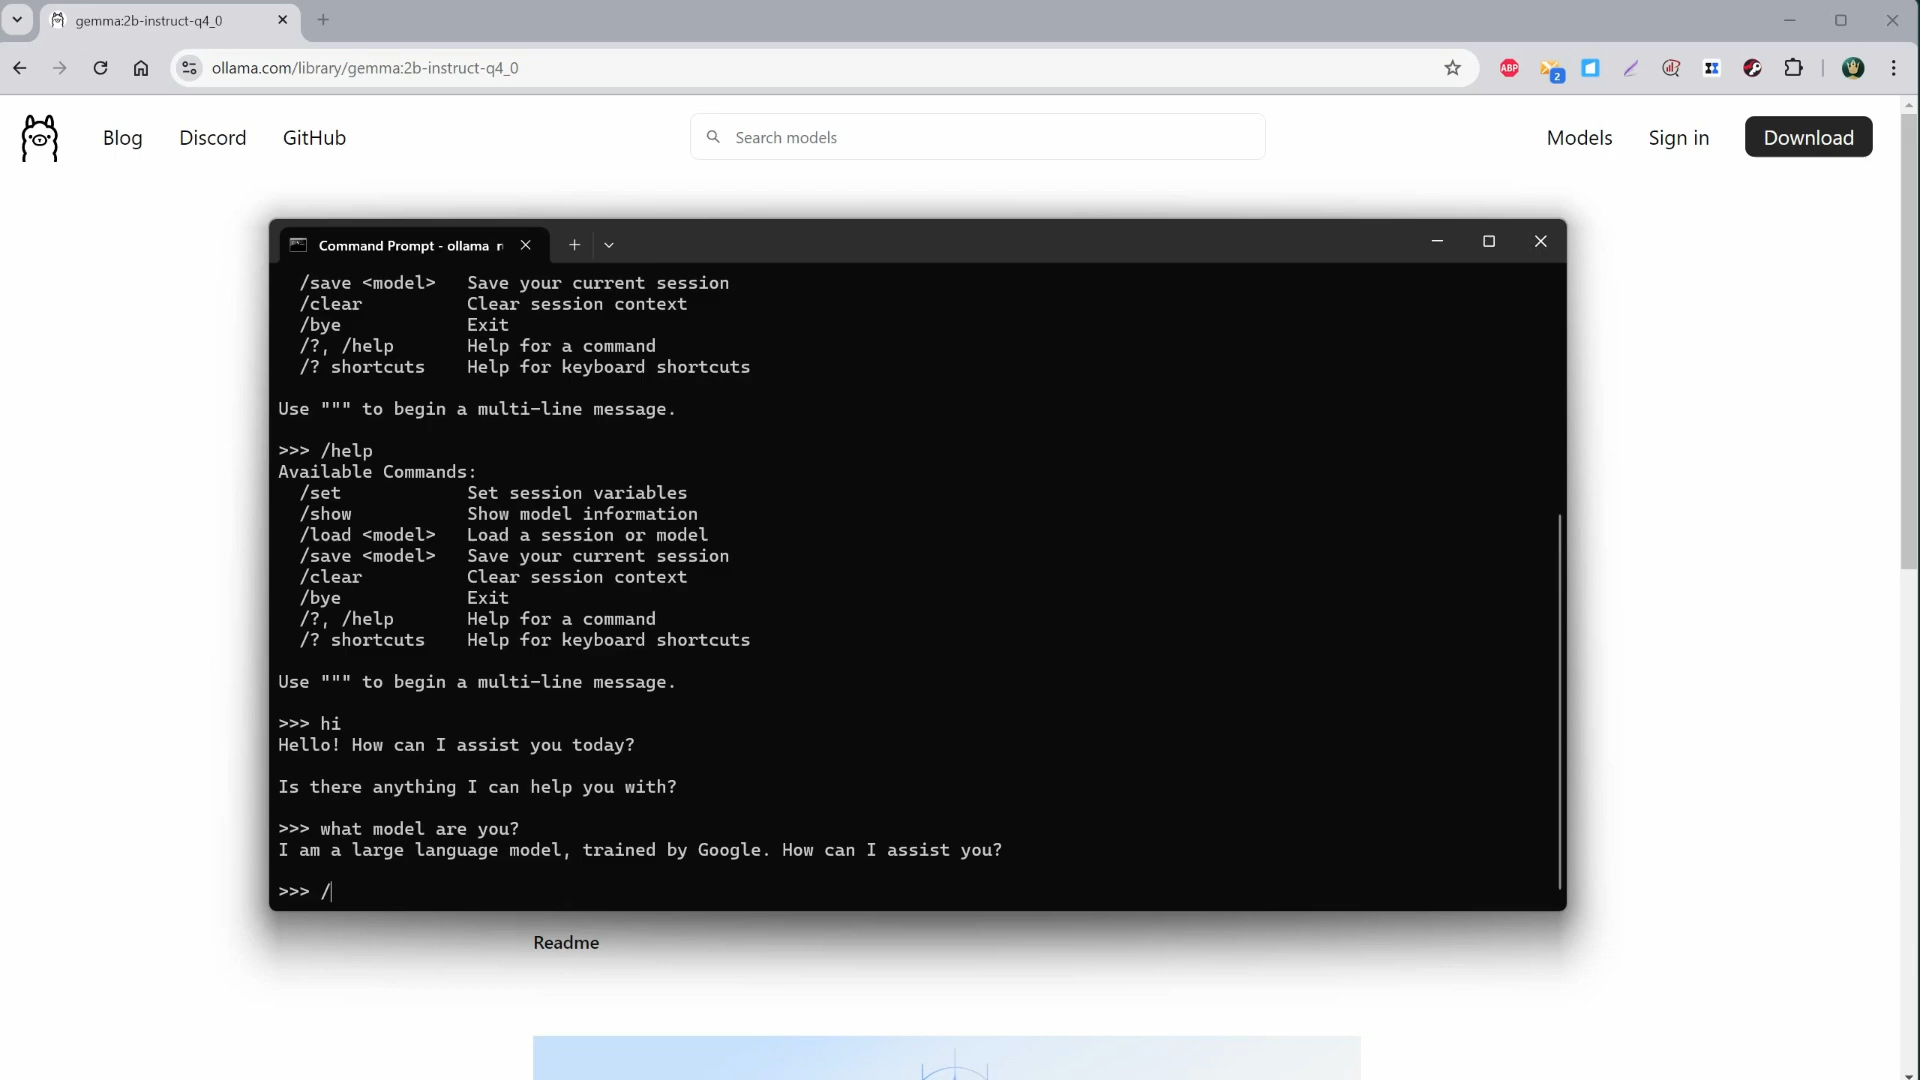 gemma:2b-instruct-q4_0
ollama.com/library/gemma:2b-instruct-q4_0
ABP
2
Blog Discord GitHub
Search models
Models Sign in Download
Command Prompt - ollama r
/save <model> Save your current session
/clear Clear session context
/bye Exit
/?, /help Help for a command
/? shortcuts Help for keyboard shortcuts
Use """ to begin a multi-line message.
>>> /help
Available Commands:
/set Set session variables
/show Show model information
/load <model> Load a session or model
/save <model> Save your current session
/clear Clear session context
/bye Exit
/?, /help Help for a command
/? shortcuts Help for keyboard shortcuts
Use """ to begin a multi-line message.
>>> hi
Hello! How can I assist you today?
Is there anything I can help you with?
>>> what model are you?
I am a large language model, trained by Google. How can I assist you?
>>> /
Readme